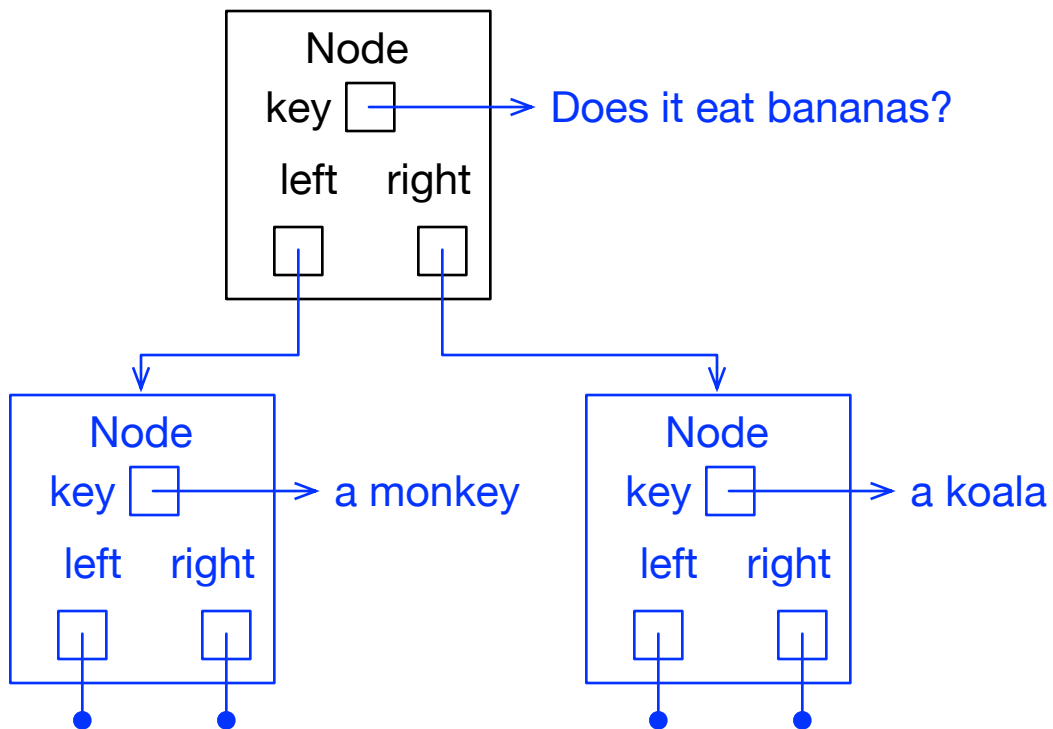 Node
key Does it eat bananas?
left right
Node
key a monkey
left right
Node
key a koala
left right